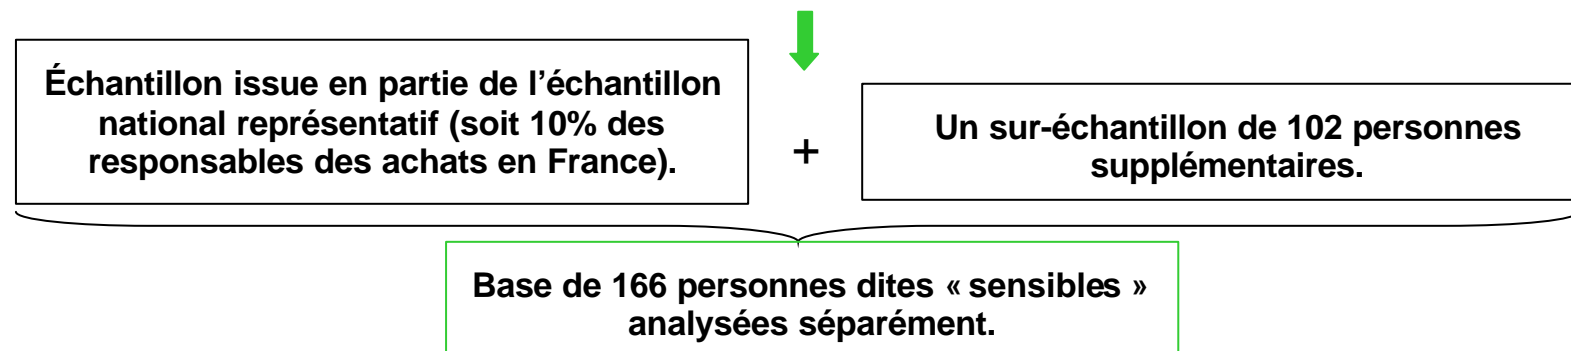 Échantillon issue en partie de l’échantillon
national représentatif (soit 10% des
responsables des achats en France).
+
Un sur-échantillon de 102 personnes
supplémentaires.
Base de 166 personnes dites « sensibles »
analysées séparément.